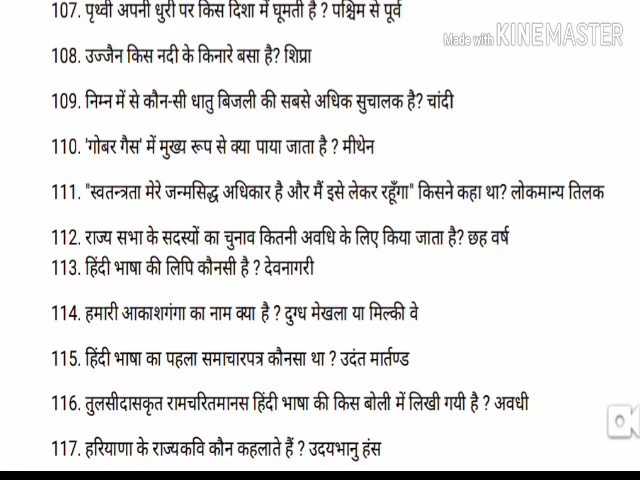 107. पृथ्वी अपनी धुरी पर किस दिशा में घूमती है ? पश्चिम से पूर्व
Made with KINEMASTER
108. उज्जैन किस नदी के किनारे बसा है? शिप्रा
109. निम्न में से कौन-सी धातु बिजली की सबसे अधिक सुचालक है? चांदी
110. 'गोबर गैस' में मुख्य रूप से क्या पाया जाता है ? मीथेन
111. "स्वतन्त्रता मेरे जन्मसिद्ध अधिकार है और मैं इसे लेकर रहूँगा" किसने कहा था? लोकमान्य तिलक
112. राज्य सभा के सदस्यों का चुनाव कितनी अवधि के लिए किया जाता है? छह वर्ष
113. हिंदी भाषा की लिपि कौनसी है ? देवनागरी
114. हमारी आकाशगंगा का नाम क्या है ? दुग्ध मेखला या मिल्की वे
115. हिंदी भाषा का पहला समाचारपत्र कौनसा था ? उदंत मार्तण्ड
116. तुलसीदासकृत रामचरितमानस हिंदी भाषा की किस बोली में लिखी गयी है ? अवधी
117. हरियाणा के राज्यकवि कौन कहलाते हैं ? उदयभानु हंस